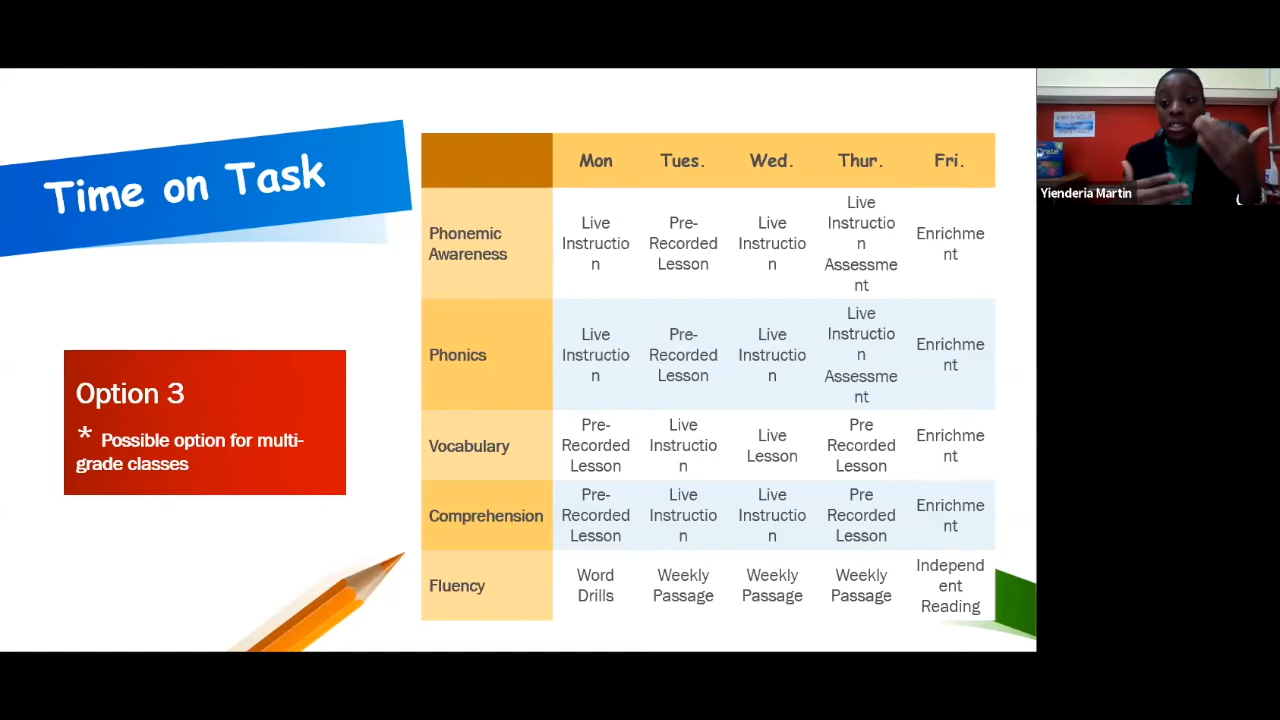 Time on Task
Option 3
* Possible option for multi-
grade classes
Mon Tues. Wed. Thur. Fri.
Phonemic
Awareness
Live
Instructio
n
Pre-
Recorded
Lesson
Live
Instructio
n
Live
Instructio
n
Assessme
nt
Enrichme
nt
Phonics
Live
Instructio
n
Pre-
Recorded
Lesson
Live
Instructio
n
Live
Instructio
n
Assessme
nt
Enrichme
nt
Vocabulary
Pre-
Recorded
Lesson
Live
Instructio
n
Live
Lesson
Pre
Recorded
Lesson
Enrichme
nt
Comprehension
Pre-
Recorded
Lesson
Live
Instructio
n
Live
Instructio
n
Pre
Recorded
Lesson
Enrichme
nt
Fluency
Word
Drills
Weekly
Passage
Weekly
Passage
Weekly
Passage
Independ
ent
Reading
Yienderia Martin